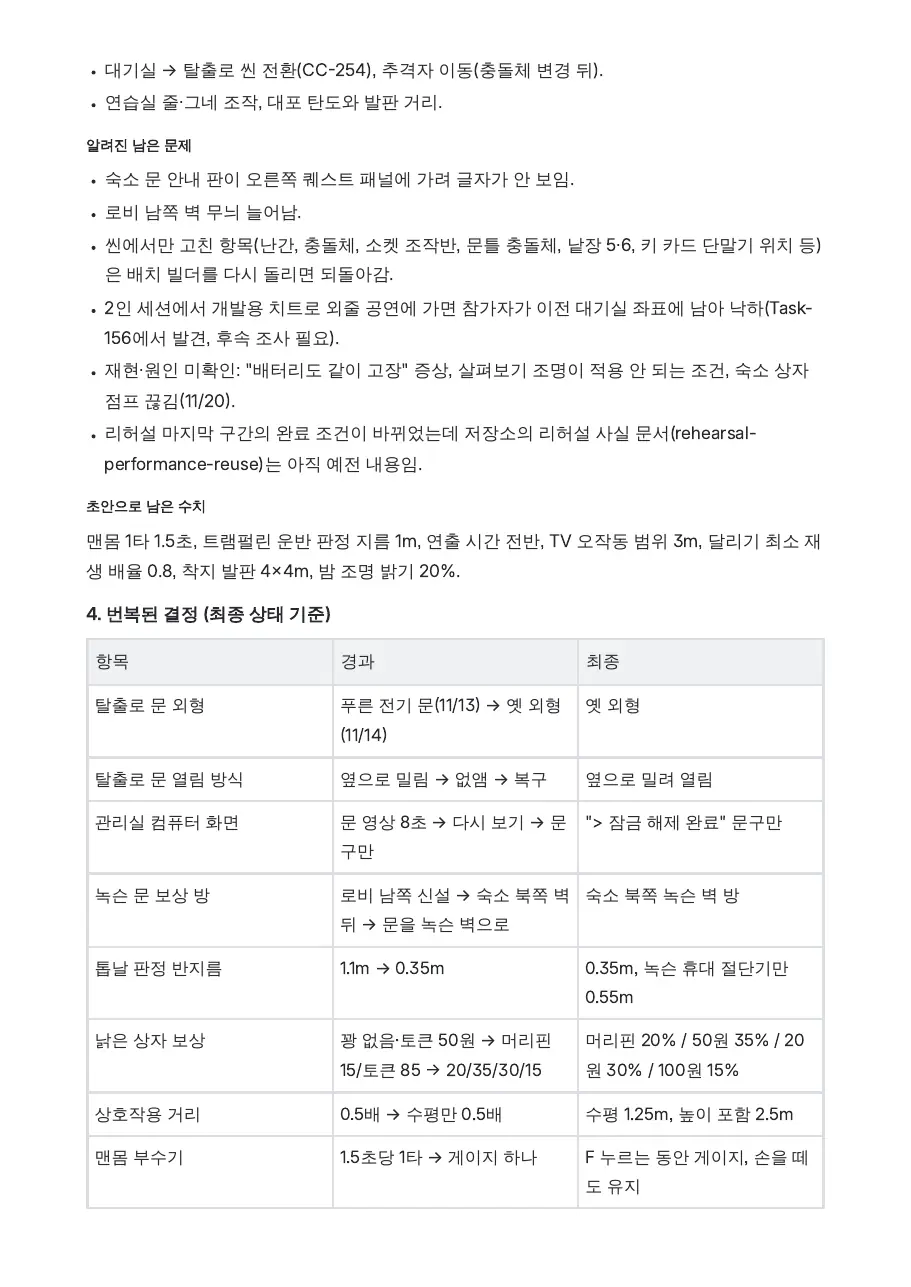 • 대기실 → 탈출로 씬 전환(CC-254), 추격자 이동(충돌체 변경 뒤).
• 연습실 줄·그네 조작, 대포 탄도와 발판 거리.
알려진 남은 문제
• 숙소 문 안내 판이 오른쪽 퀘스트 패널에 가려 글자가 안 보임.
• 로비 남쪽 벽 무늬 늘어남.
• 씬에서만 고친 항목(난간, 충돌체, 소켓 조작반, 문틀 충돌체, 낱장 5·6, 키 카드 단말기 위치 등)
은 배치 빌더를 다시 돌리면 되돌아감.
• 2인 세션에서 개발용 치트로 외줄 공연에 가면 참가자가 이전 대기실 좌표에 남아 낙하(Task-
156에서 발견, 후속 조사 필요).
• 재현·원인 미확인: "배터리도 같이 고장" 증상, 살펴보기 조명이 적용 안 되는 조건, 숙소 상자
점프 끊김(11/20).
• 리허설 마지막 구간의 완료 조건이 바뀌었는데 저장소의 리허설 사실 문서(rehearsal-
performance-reuse)는 아직 예전 내용임.
초안으로 남은 수치
맨몸 1타 1.5초, 트램펄린 운반 판정 지름 1m, 연출 시간 전반, TV 오작동 범위 3m, 달리기 최소 재
생 배율 0.8, 착지 발판 4×4m, 밤 조명 밝기 20%.
4. 번복된 결정 (최종 상태 기준)
항목 경과 최종
탈출로 문 외형 푸른 전기 문(11/13) → 옛 외형 옛 외형
(11/14)
탈출로 문 열림 방식 옆으로 밀림 → 없앰 → 복구 옆으로 밀려 열림
관리실 컴퓨터 화면 문 영상 8초 → 다시 보기 → 문 "> 잠금 해제 완료" 문구만
구만
녹슨 문 보상 방 로비 남쪽 신설 → 숙소 북쪽 벽 숙소 북쪽 녹슨 벽 방
뒤 → 문을 녹슨 벽으로
톱날 판정 반지름 1.1m → 0.35m 0.35m, 녹슨 휴대 절단기만
0.55m
낡은 상자 보상 꽝 없음·토큰 50원 → 머리핀 머리핀 20% / 50원 35% / 20
15/토큰 85 → 20/35/30/15 원 30% / 100원 15%
상호작용 거리 0.5배 → 수평만 0.5배 수평 1.25m, 높이 포함 2.5m
맨몸 부수기 1.5초당 1타 → 게이지 하나 F 누르는 동안 게이지, 손을 떼
도 유지